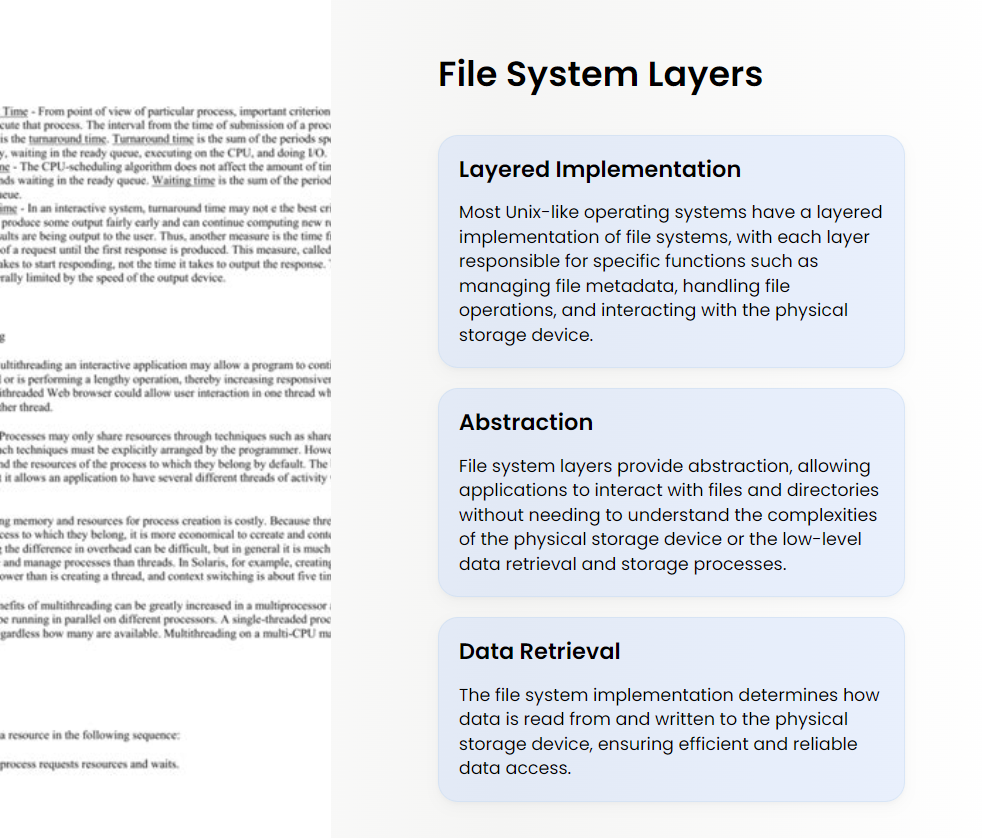 Time - From point of view of particular process, important criterion
cute that process. The interval from the time of submission of a proc
is the turnaround time. Turnaround time is the sum of the periods spe
y, waiting in the ready queue, executing on the CPU, and doing I/O.
ne - The CPU-scheduling algorithm does not affect the amount of tim
nds waiting in the ready queue. Waiting time is the sum of the period
ueue.
ime - In an interactive system, turnaround time may not e the best cri
produce some output fairly early and can continue computing new r
ults are being output to the user. Thus, another measure is the time f
of a request until the first response is produced. This measure, called
akes to start responding, not the time it takes to output the response.
rally limited by the speed of the output device.
g
ultithreading an interactive application may allow a program to conti
or is performing a lengthy operation, thereby increasing responsiver
ithreaded Web browser could allow user interaction in one thread wh
her thread.
Processes may only share resources through techniques such as share
ch techniques must be explicitly arranged by the programmer. Howe
nd the resources of the process to which they belong by default. The
it allows an application to have several different threads of activity
ng memory and resources for process creation is costly. Because thre
cess to which they belong, it is more economical to ccreate and conte
the difference in overhead can be difficult, but in general it is much
and manage processes than threads. In Solaris, for example, creating
ower than is creating a thread, and context switching is about five tim
nefits of multithreading can be greatly increased in a multiprocessor
be running in parallel on different processors. A single-threaded proc
gardless how many are available. Multithreading on a multi-CPU ma
a resource in the following sequence:
process requests resources and waits.
File System Layers
Layered Implementation
Most Unix-like operating systems have a layered
implementation of file systems, with each layer
responsible for specific functions such as
managing file metadata, handling file
operations, and interacting with the physical
storage device.
Abstraction
File system layers provide abstraction, allowing
applications to interact with files and directories
without needing to understand the complexities
of the physical storage device or the low-level
data retrieval and storage processes.
Data Retrieval
The file system implementation determines how
data is read from and written to the physical
storage device, ensuring efficient and reliable
data access.